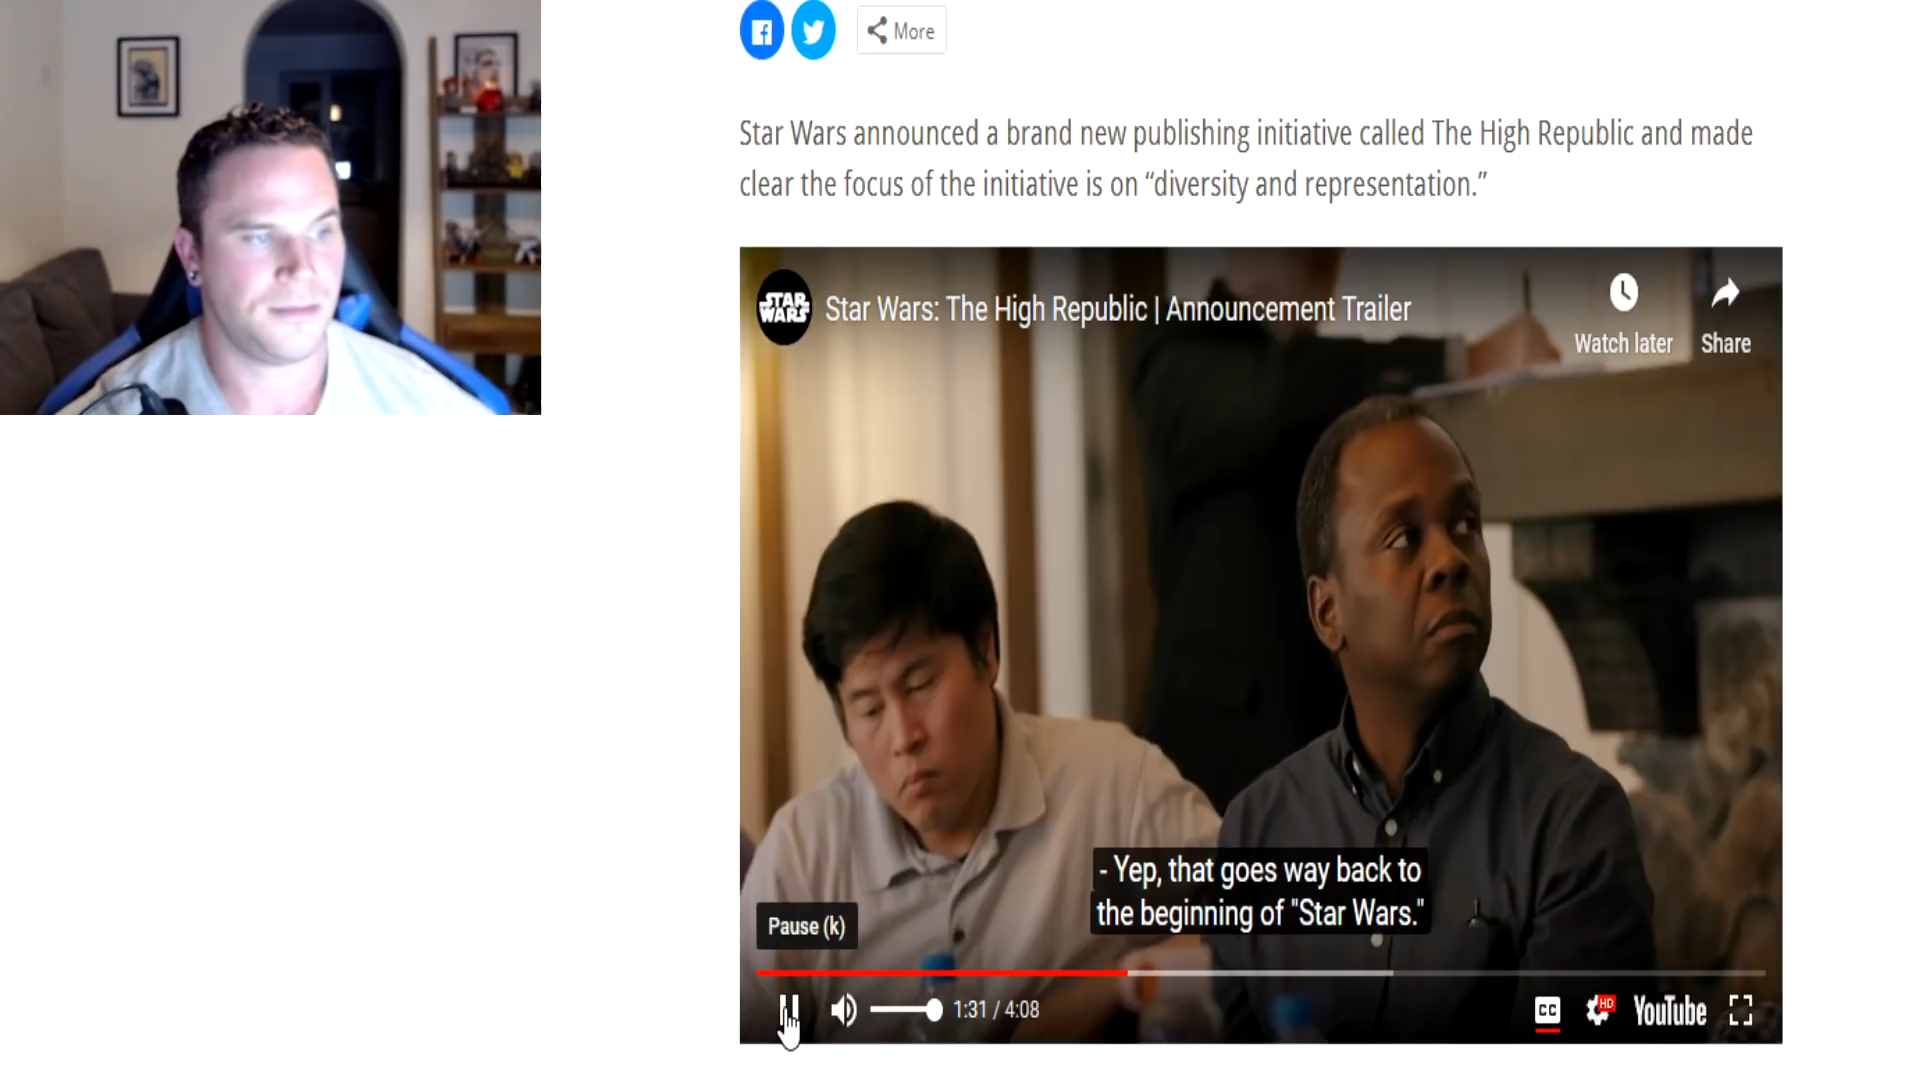 More
Star Wars announced a brand new publishing initiative called The High Republic and made
clear the focus of the initiative is on “diversity and representation.”
STAR
WARS
Star Wars: The High Republic | Announcement Trailer
Watch later
Share
- Yep, that goes way back to
the beginning of "Star Wars."
Pause (k)
1:31 / 4:08
CC
HD
YouTube